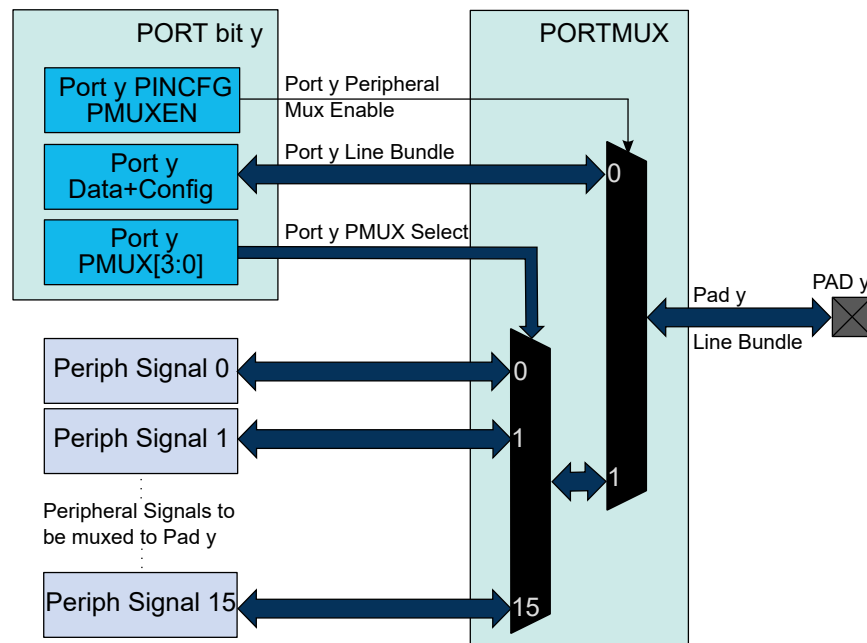 PORT bit y
PORTMUX
Port y PINCFG
PMUXEN
Port y Peripheral
Mux Enable
Port y
Data+Config
Port y Line Bundle
0
Port y
PMUX[3:0]
Port y PMUX Select
Pad y
Line Bundle
PAD y
Periph Signal 0
0
Periph Signal 1
1
1
Peripheral Signals to
be muxed to Pad y
Periph Signal 15
15